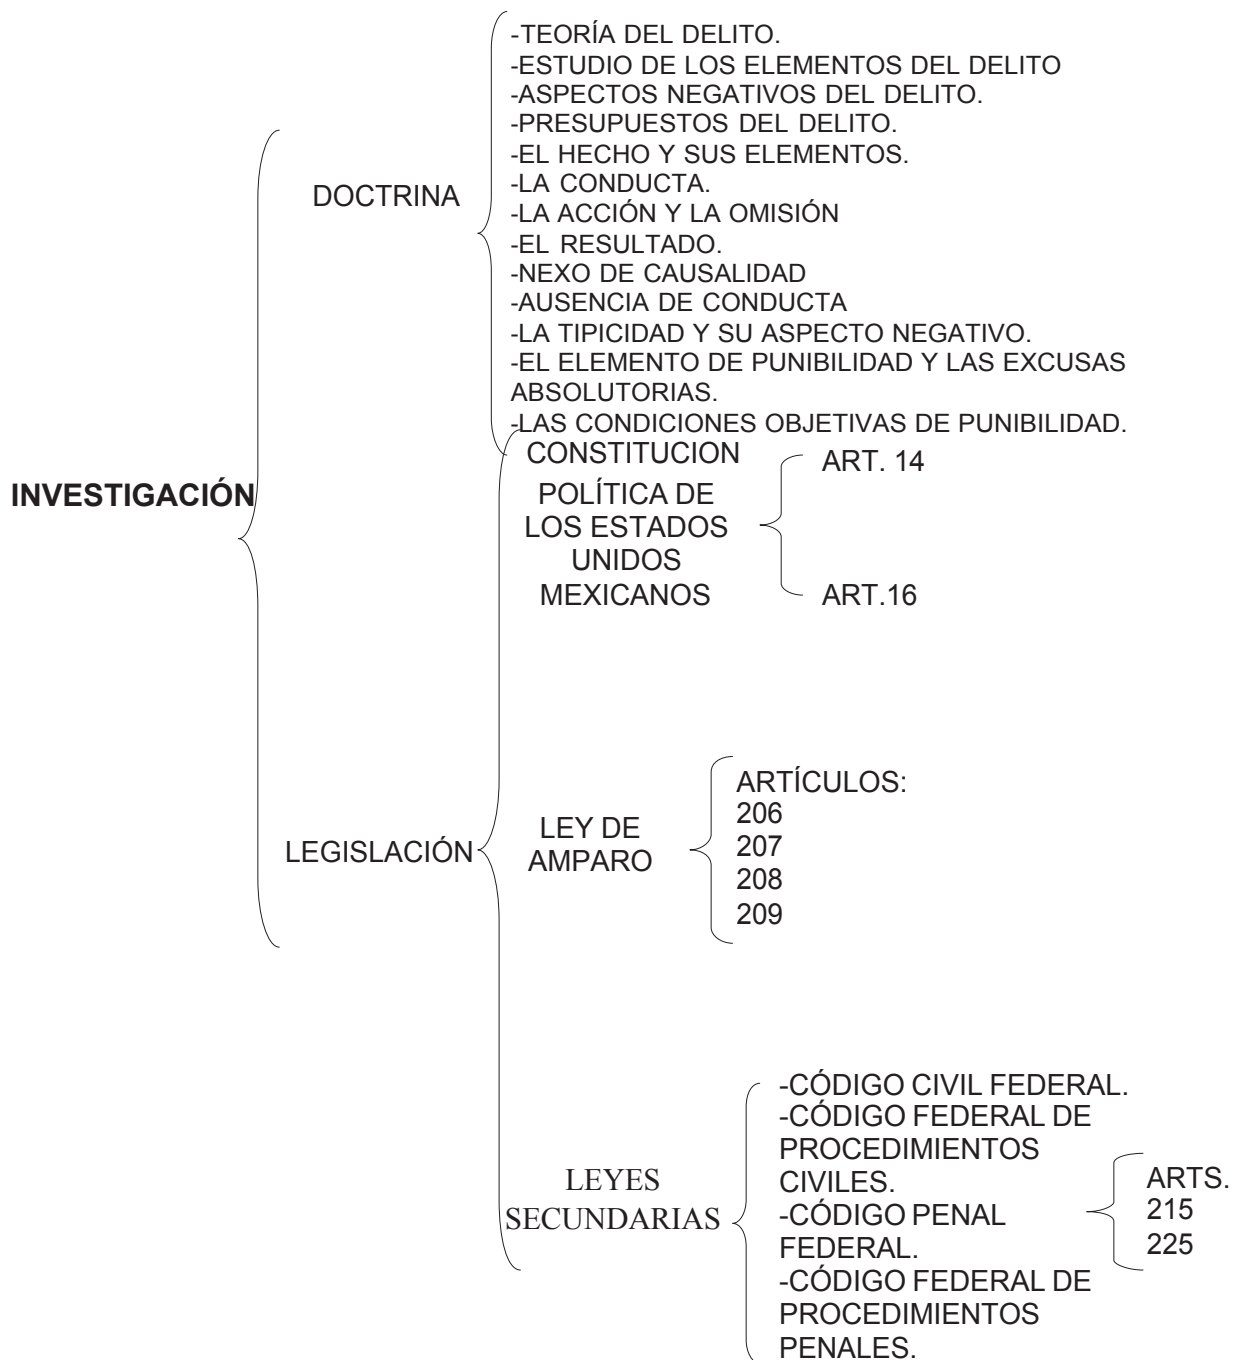 -TEORÍA DEL DELITO.
-ESTUDIO DE LOS ELEMENTOS DEL DELITO
-ASPECTOS NEGATIVOS DEL DELITO.
-PRESUPUESTOS DEL DELITO.
-EL HECHO Y SUS ELEMENTOS.
-LA CONDUCTA.
DOCTRINA
-LA ACCIÓN Y LA OMISIÓN
-EL RESULTADO.
-NEXO DE CAUSALIDAD
-AUSENCIA DE CONDUCTA
-LA TIPICIDAD Y SU ASPECTO NEGATIVO.
-EL ELEMENTO DE PUNIBILIDAD Y LAS EXCUSAS
ABSOLUTORIAS.
-LAS CONDICIONES OBJETIVAS DE PUNIBILIDAD.
INVESTIGACIÓN
CONSTITUCION
POLÍTICA DE
LOS ESTADOS
UNIDOS
MEXICANOS
ART. 14
ART.16
LEGISLACIÓN
LEY DE
AMPARO
ARTÍCULOS:
206
207
208
209
LEYES
SECUNDARIAS
-CÓDIGO CIVIL FEDERAL.
-CÓDIGO FEDERAL DE
PROCEDIMIENTOS
CIVILES.
-CÓDIGO PENAL
FEDERAL.
-CÓDIGO FEDERAL DE
PROCEDIMIENTOS
PENALES.
ARTS.
215
225